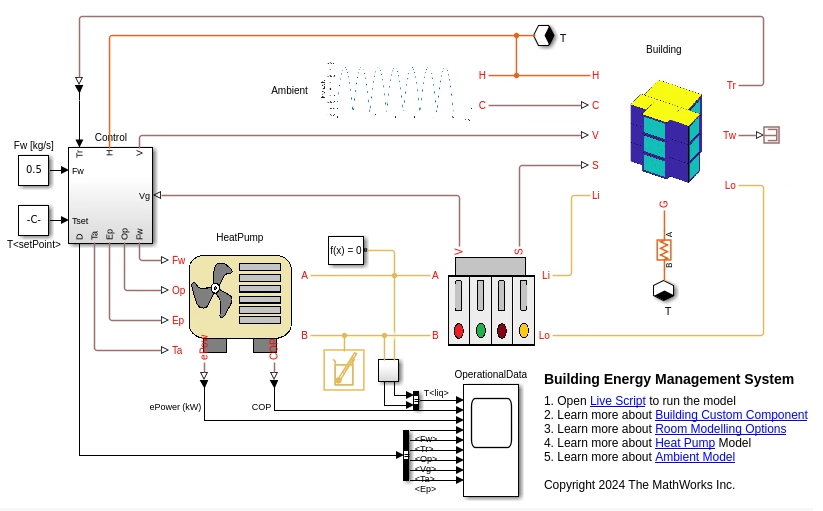 T
Building
Ambient
H
H
Tr
C
C
Fw [kg/s]
Control
V
Tw
0.5
Tr
H
V
Fw
S
Vg
Li
Lo
-C-
Tset
G
T<setPoint>
D
Ta
Ep
Op
Fw
HeatPump
f(x) = 0
V
S
A
B
Fw
A
A
Li
Op
T
Ep
B
B
Lo
Ta
ePow
COP
OperationalData
ePower (kW)
COP
T<liq>
<Fw>
<Tr>
<Op>
<Vg>
<Ta>
<Ep>
Building Energy Management System
1. Open Live Script to run the model
2. Learn more about Building Custom Component
3. Learn more about Room Modelling Options
4. Learn more about Heat Pump Model
5. Learn more about Ambient Model
Copyright 2024 The MathWorks Inc.